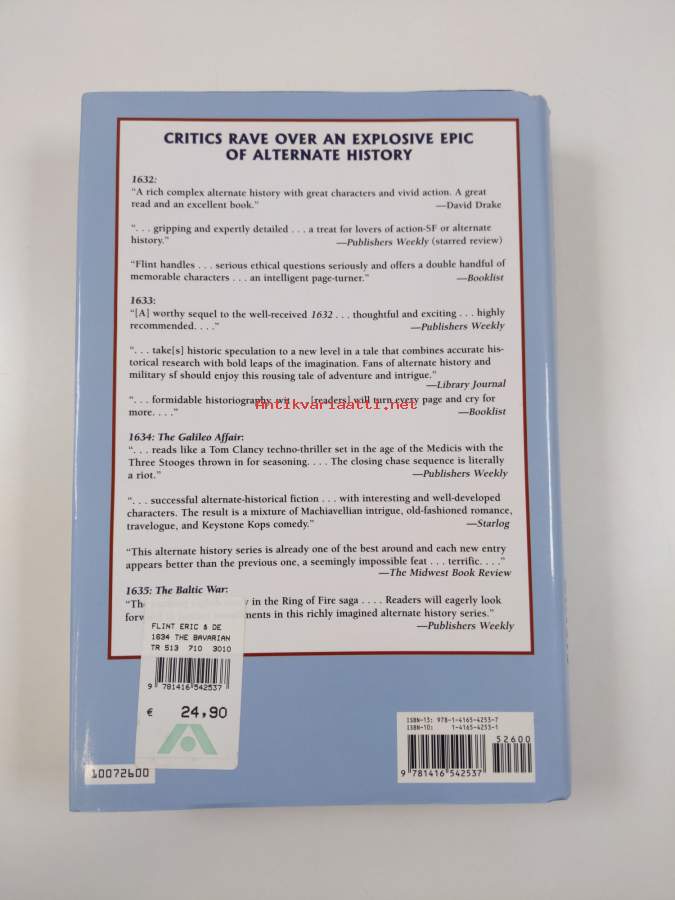 CRITICS RAVE OVER AN EXPLOSIVE EPIC
OF ALTERNATE HISTORY
1632:
"A rich complex alternate history with great characters and vivid action. A great
read and an excellent book." —David Drake
". . . gripping and expertly detailed . . . a treat for lovers of action-SF or alternate
history." —Publishers Weekly (starred review)
"Flint handles . . . serious ethical questions seriously and offers a double handful of
memorable characters . . . an intelligent page-turner." —Booklist
1633:
"[A] worthy sequel to the well-received 1632 . . . thoughtful and exciting . . . highly
recommended. . . ." —Publishers Weekly
". . . take[s] historic speculation to a new level in a tale that combines accurate his-
torical research with bold leaps of the imagination. Fans of alternate history and
military sf should enjoy this rousing tale of adventure and intrigue."
—Library Journal
". . . formidable historiography, wit . . . [readers] will turn every page and cry for
Antikvariaatti.net
more. . . ." —Booklist
1634: The Galileo Affair:
". . . reads like a Tom Clancy techno-thriller set in the age of the Medicis with the
Three Stooges thrown in for seasoning. . . . The closing chase sequence is literally
a riot." —Publishers Weekly
". . . successful alternate-historical fiction . . . with interesting and well-developed
characters. The result is a mixture of Machiavellian intrigue, old-fashioned romance,
travelogue, and Keystone Kops comedy." —Starlog
"This alternate history series is already one of the best around and each new entry
appears better than the previous one, a seemingly impossible feat . . . terrific. . . ."
—The Midwest Book Review
1635: The Baltic War:
"The in the Ring of Fire saga . . . . Readers will eagerly look
in this richly imagined alternate history series."
—Publishers Weekly
FLINT ERIC & DE
1634 THE BAVARIAN
TR 513 710 3010
9 781416 542537
€ 24,90
10072600
ISBN-13: 978-1-4165-4253-7
ISBN-10: 1-4165-4253-1
52600
9 781416 542537